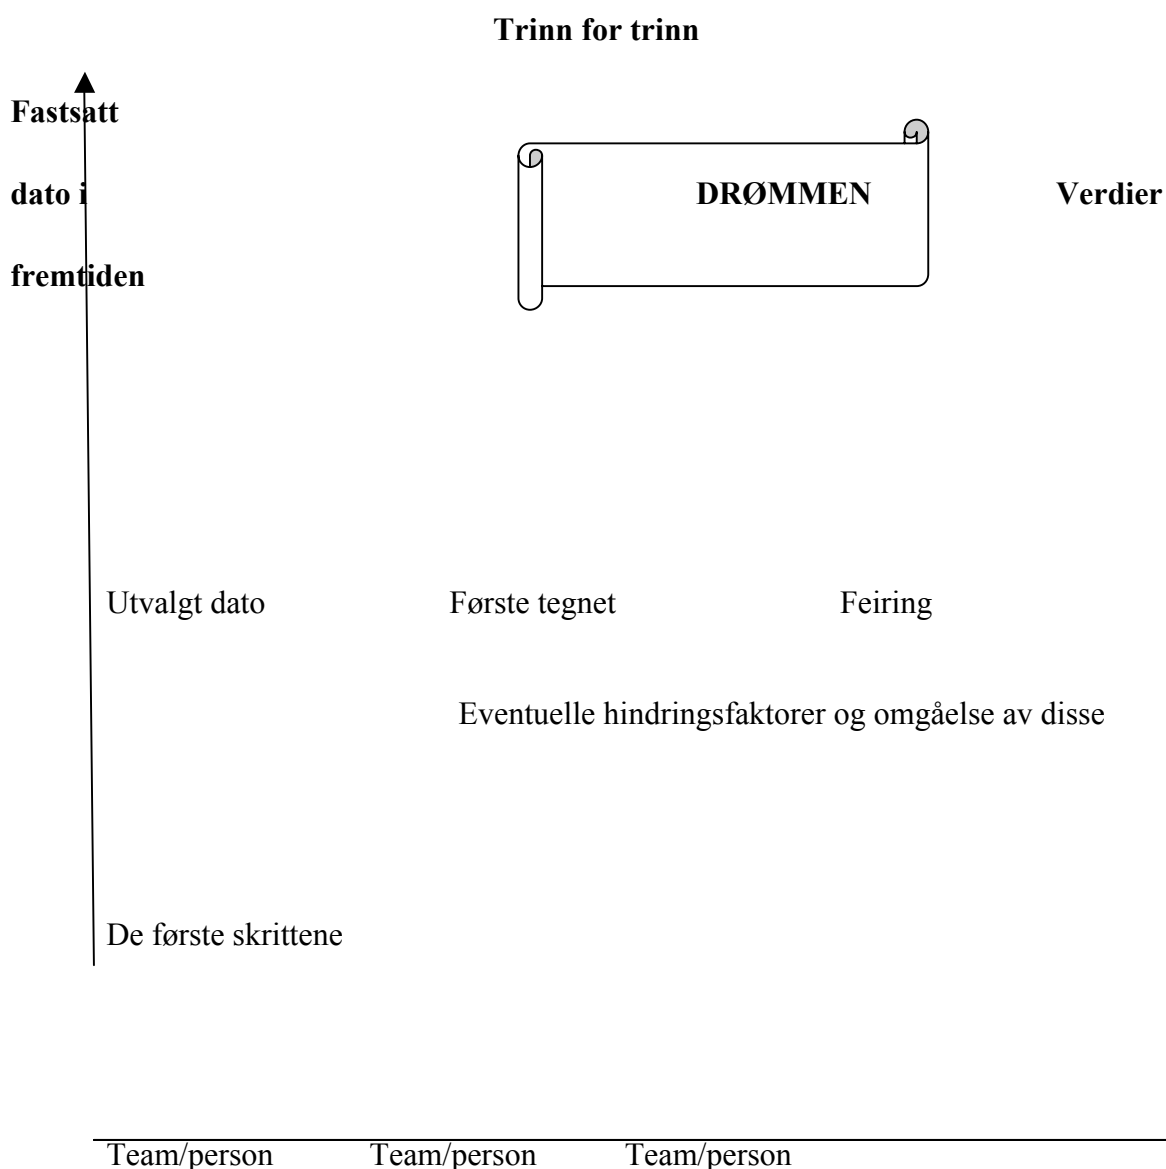 Trinn for trinn
Fastsatt
dato i DRØMMEN Verdier
fremtiden
Utvalgt dato Første tegnet Feiring
Eventuelle hindringsfaktorer og omgåelse av disse
De første skrittene
Team/person Team/person Team/person